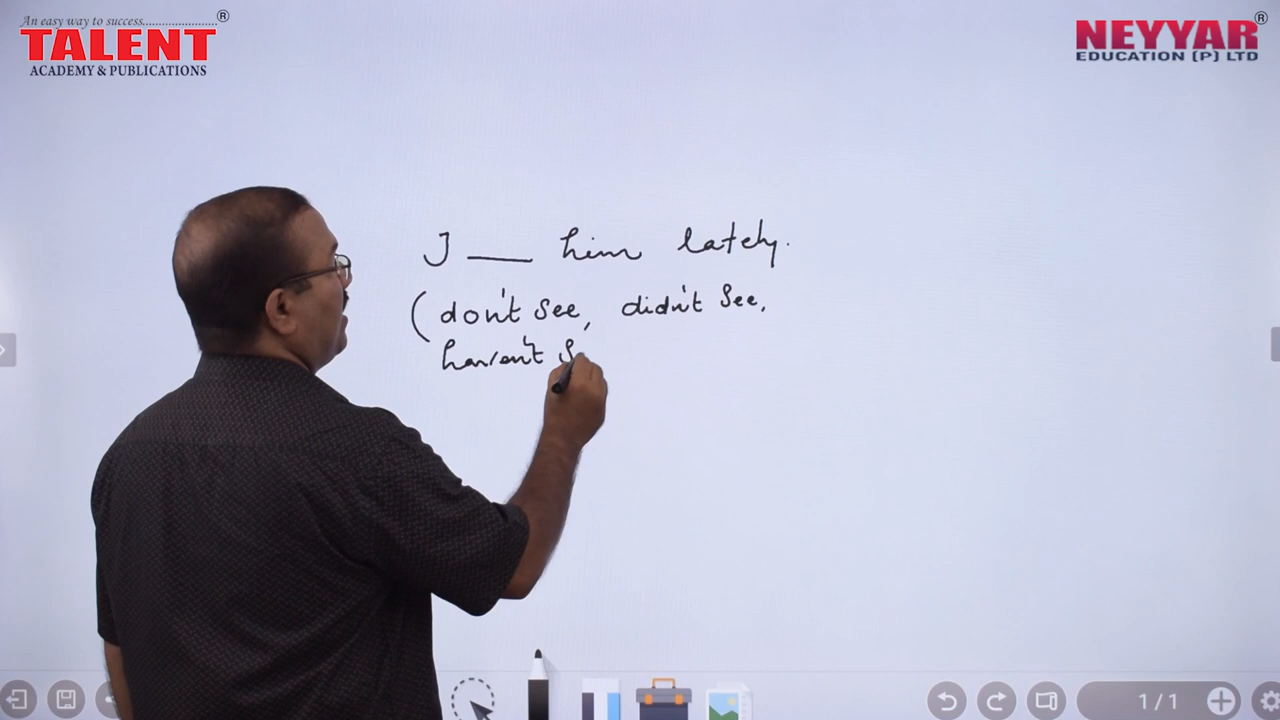 An easy way to success........................®
TALENT
ACADEMY & PUBLICATIONS
NEYYAR®
EDUCATION (P) LTD
I ___ him lately.
(don't see, didn't see,
haven't s
1 / 1